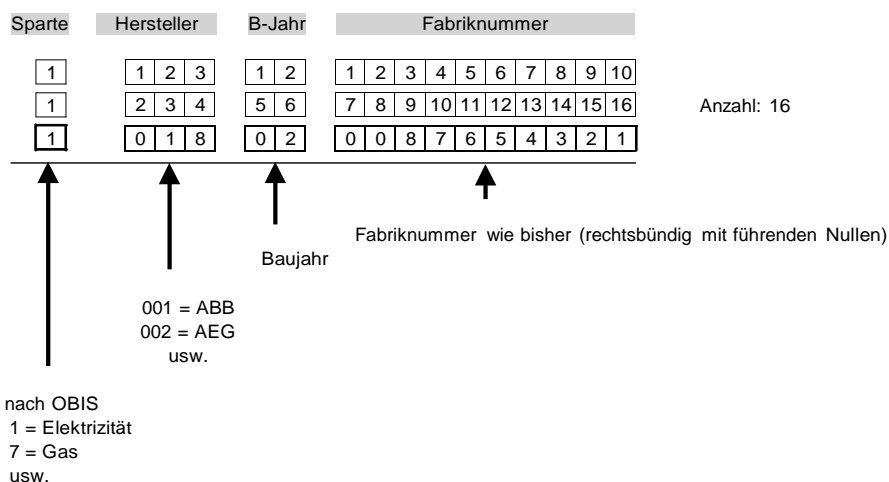 Sparte Hersteller B-Jahr Fabriknummer
1 1 2 3 1 2 1 2 3 4 5 6 7 8 9 10
1 2 3 4 5 6 7 8 9 10 11 12 13 14 15 16 Anzahl: 16
1 0 1 8 0 2 0 0 8 7 6 5 4 3 2 1
Fabriknummer wie bisher (rechtsbündig mit führenden Nullen)
Baujahr
001 = ABB
002 = AEG
usw.
nach OBIS
1 = Elektrizität
7 = Gas
usw.